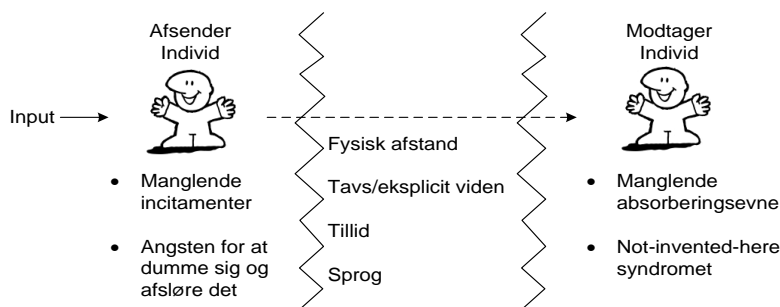 Afsender
Individ
Modtager
Individ
Input
Fysisk afstand
Tavs/eksplicit viden
Tillid
Sprog
• Manglende
incitamenter
• Angsten for at
dumme sig og
afsløre det
• Manglende
absorberingsevne
• Not-invented-here
syndromet